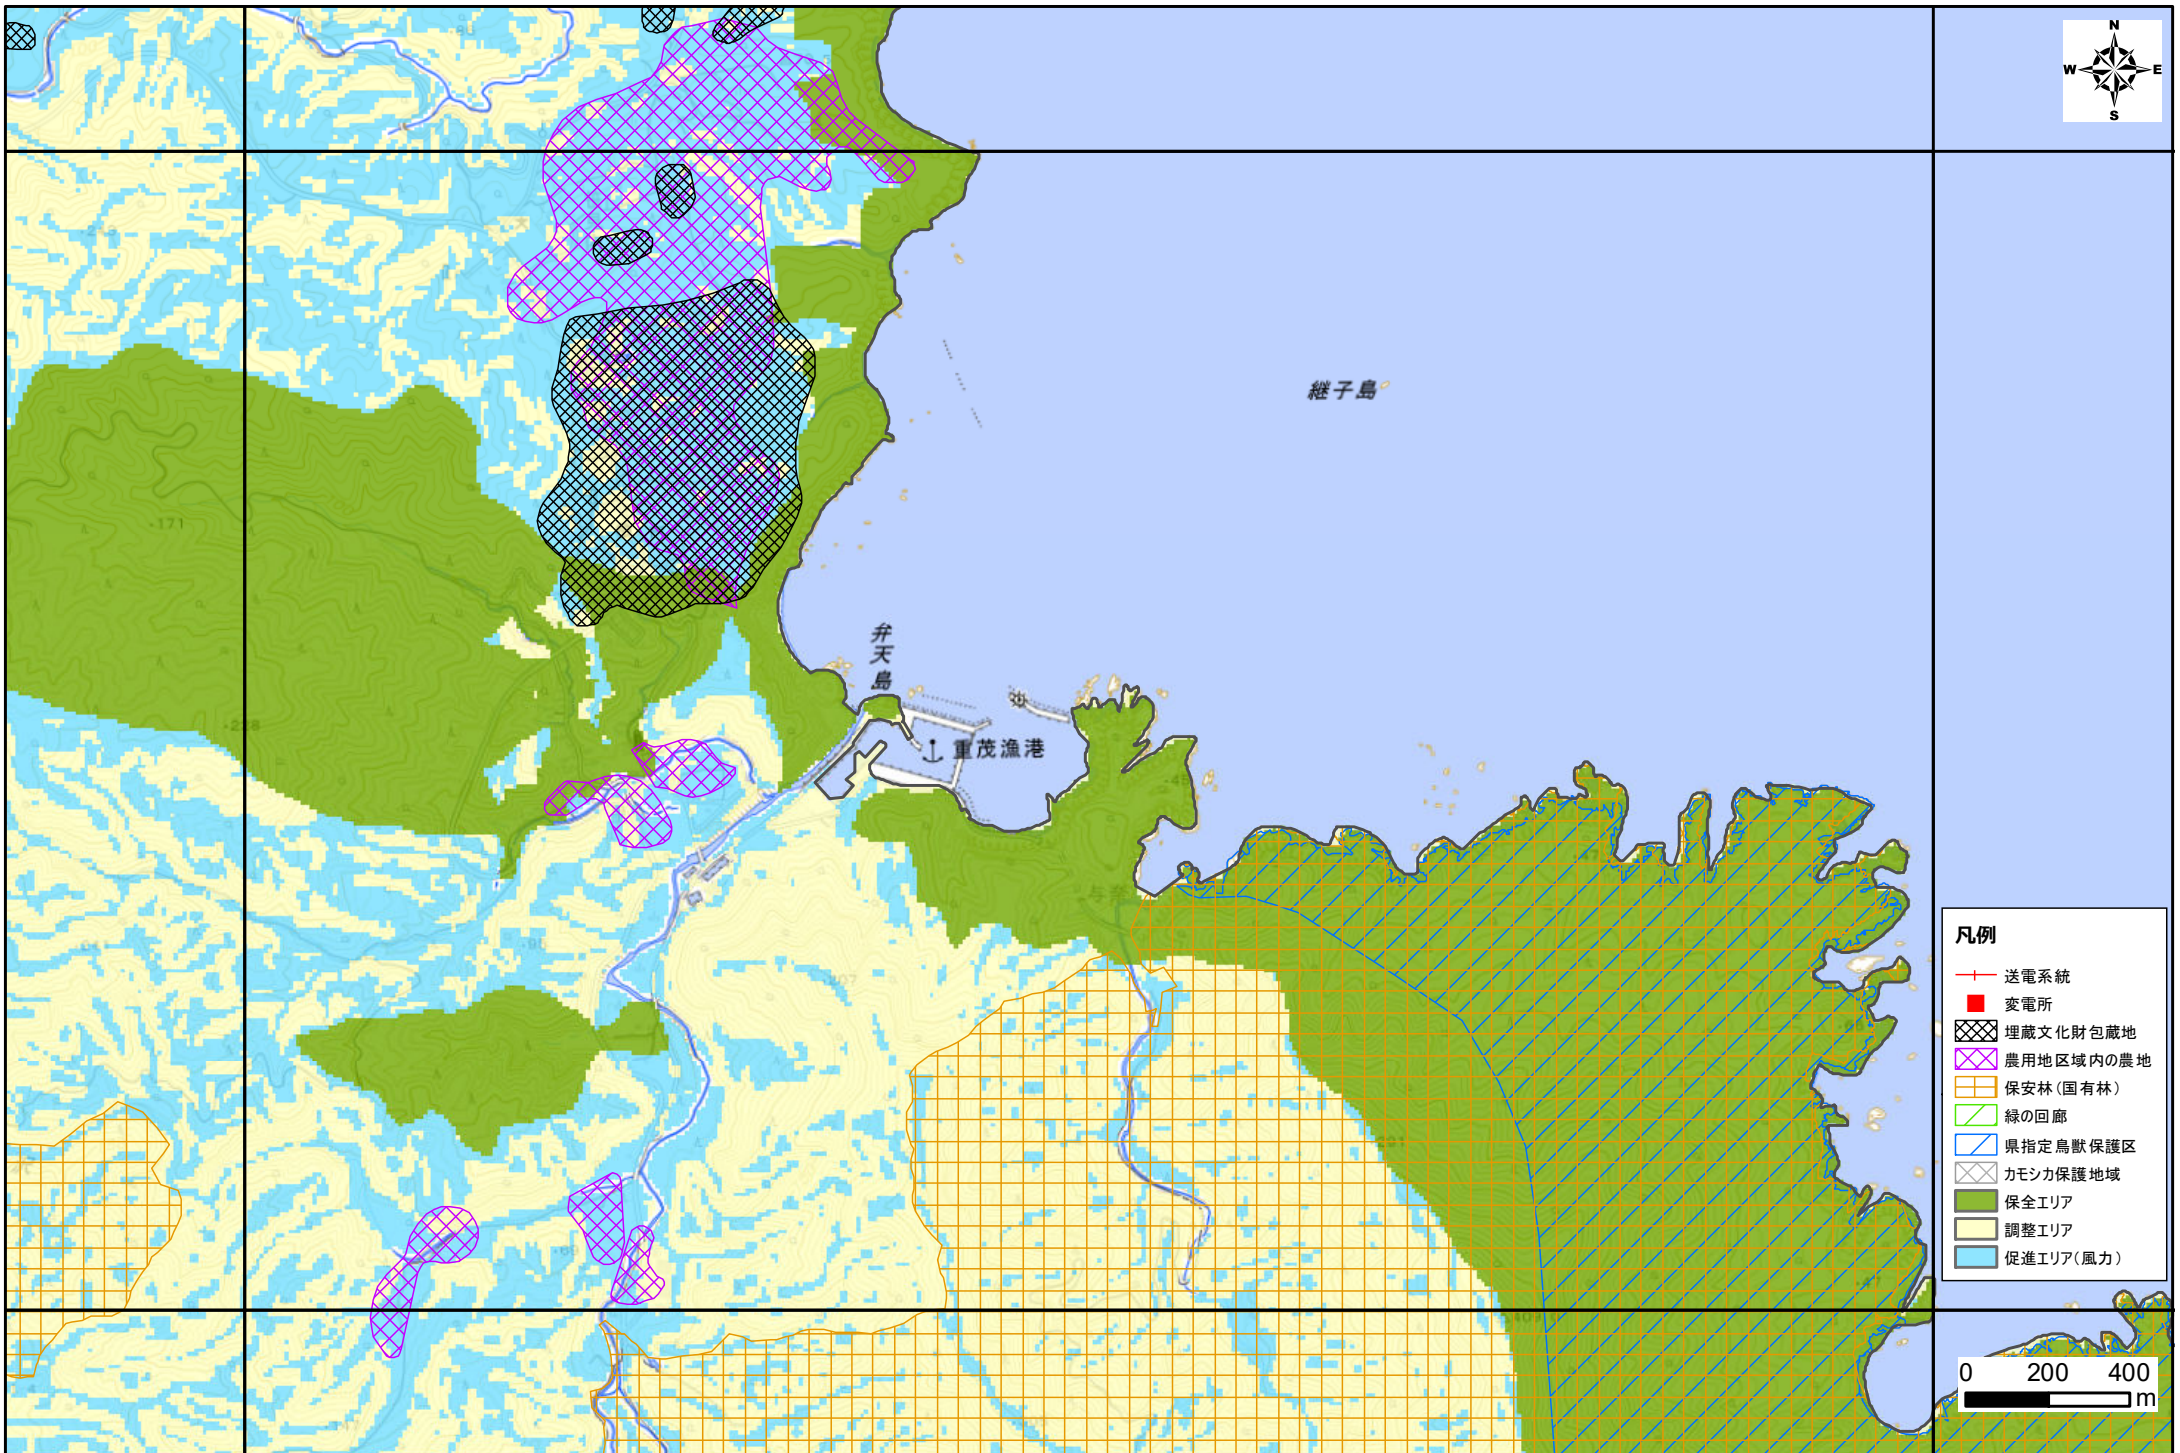 N
W E
S
継子島
·171
弁天島
重茂漁港
·228
与奈
凡例
送電系統
変電所
埋蔵文化財包蔵地
農用地区域内の農地
保安林(国有林)
緑の回廊
県指定鳥獣保護区
カモシカ保護地域
保全エリア
調整エリア
促進エリア(風力)
0 200 400
m